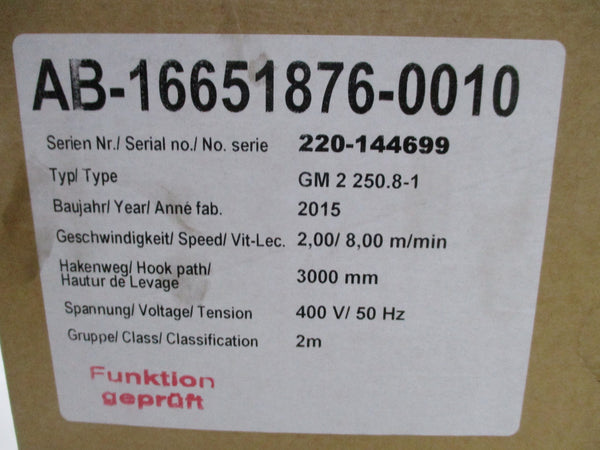 AB-16651876-0010
Serien Nr./ Serial no./ No. serie 220-144699
Typ/ Type GM 2 250.8-1
Baujahr/ Year/ Anné fab. 2015
Geschwindigkeit/ Speed/ Vit-Lec. 2,00/ 8,00 m/min
Hakenweg/ Hook path/
Hautur de Levage 3000 mm
Spannung/ Voltage/ Tension 400 V/ 50 Hz
Gruppe/ Class/ Classification 2m
Funktion
geprüft